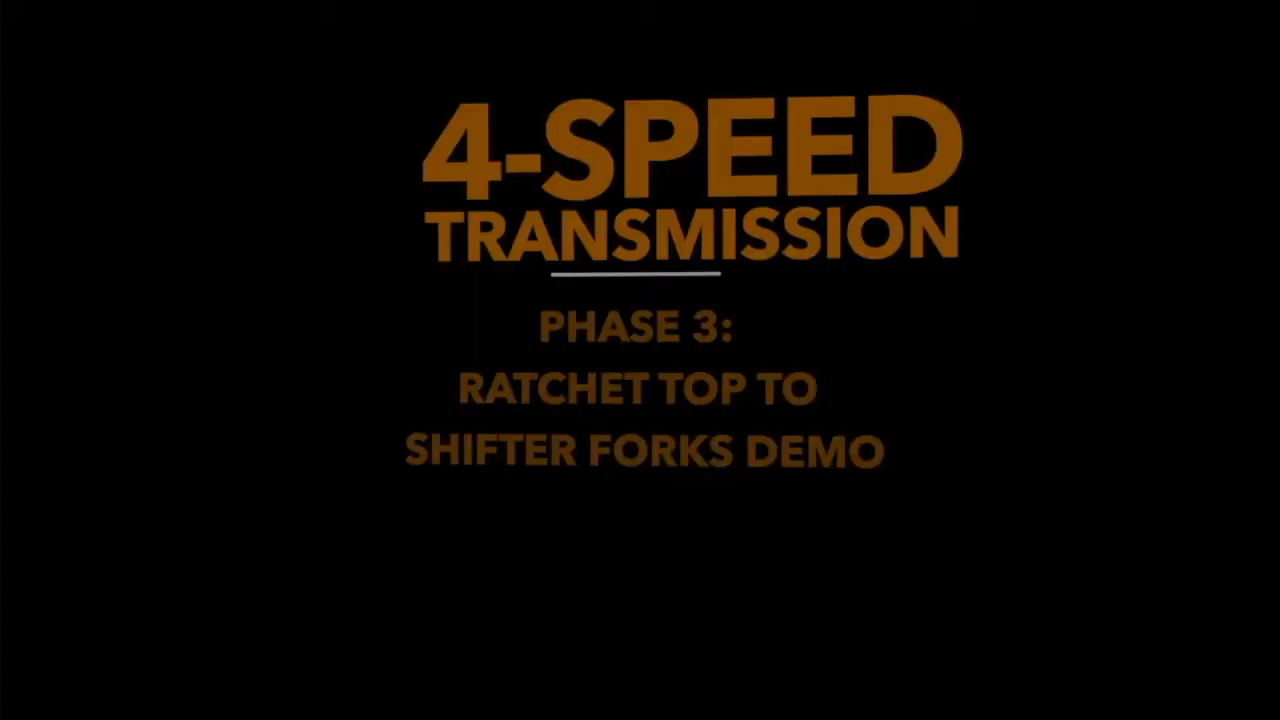 4-SPEED
TRANSMISSION
PHASE 3:
RATCHET TOP TO
SHIFTER FORKS DEMO